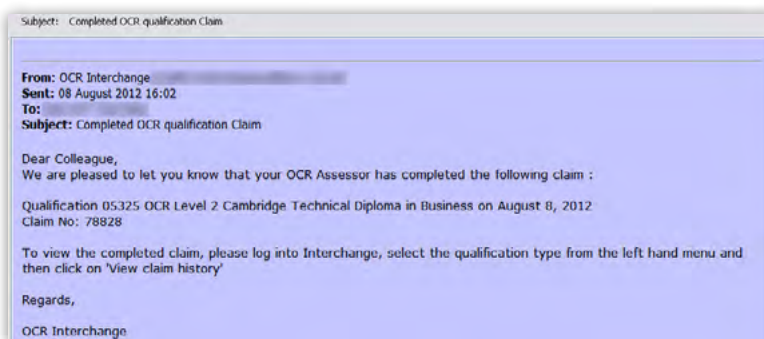 Subject: Completed OCR qualification Claim
From: OCR Interchange
Sent: 08 August 2012 16:02
To:
Subject: Completed OCR qualification Claim
Dear Colleague,
We are pleased to let you know that your OCR Assessor has completed the following claim :
Qualification 05325 OCR Level 2 Cambridge Technical Diploma in Business on August 8, 2012
Claim No: 78828
To view the completed claim, please log into Interchange, select the qualification type from the left hand menu and
then click on 'View claim history'
Regards,
OCR Interchange